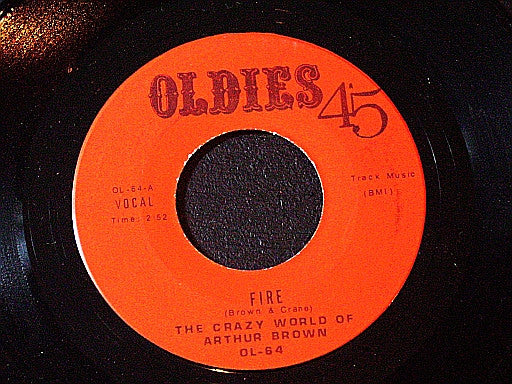 OLDIES 45
OL-64-A
VOCAL
Time: 2:52
Track Music
(BMI)
FIRE
(Brown & Crane)
THE CRAZY WORLD OF
ARTHUR BROWN
OL-64